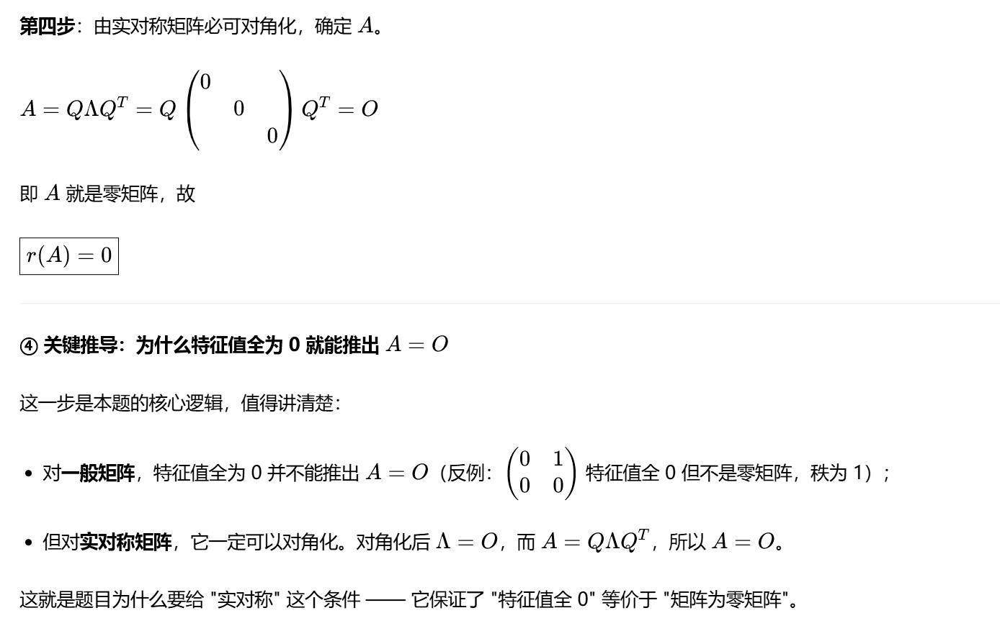 第四步：由实对称矩阵必可对角化，确定 $A$。
$A = Q\Lambda Q^T = Q \begin{pmatrix} 0 & & \\ & 0 & \\ & & 0 \end{pmatrix} Q^T = O$
即 $A$ 就是零矩阵，故
$\boxed{r(A) = 0}$
④ 关键推导：为什么特征值全为 0 就能推出 $A = O$
这一步是本题的核心逻辑，值得讲清楚：
• 对一般矩阵，特征值全为 0 并不能推出 $A = O$（反例：$\begin{pmatrix} 0 & 1 \\ 0 & 0 \end{pmatrix}$ 特征值全 0 但不是零矩阵，秩为 1）；
• 但对实对称矩阵，它一定可以对角化。对角化后 $\Lambda = O$，而 $A = Q\Lambda Q^T$，所以 $A = O$。
这就是题目为什么要给 "实对称" 这个条件 —— 它保证了 "特征值全 0" 等价于 "矩阵为零矩阵"。